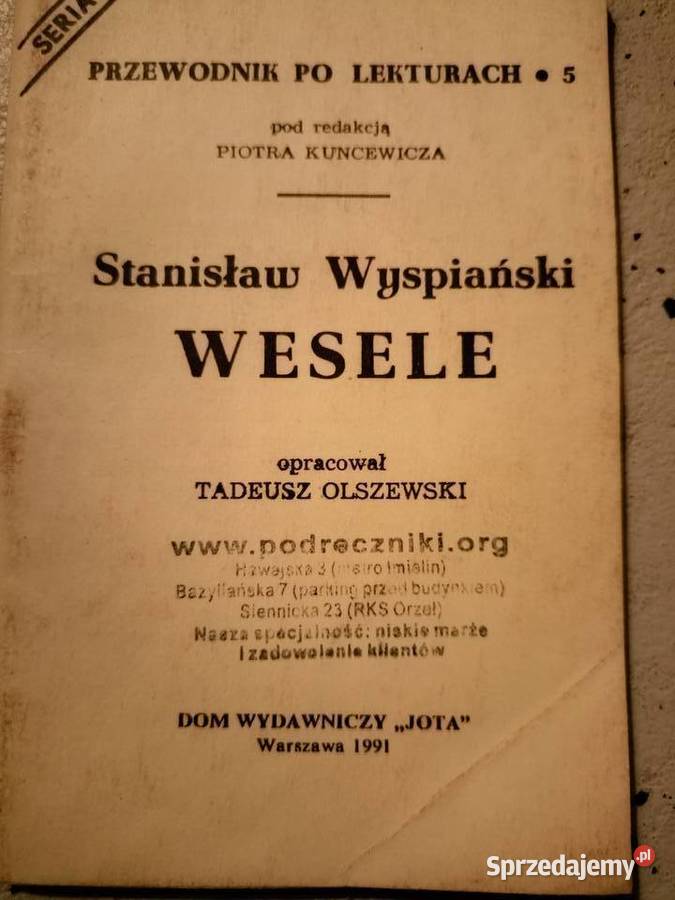 SERIA
PRZEWODNIK PO LEKTURACH • 5
pod redakcją
PIOTRA KUNCEWICZA
Stanisław Wyspiański
WESELE
opracował
TADEUSZ OLSZEWSKI
www.podreczniki.org
Hawajska 3 (metro Imielin)
Bazyliańska 7 (parking przed budynkiem)
Siennicka 23 (RKS Orzeł)
Nasza specjalność: niskie marże
i zadowolenie klientów
DOM WYDAWNICZY „JOTA”
Warszawa 1991
Sprzedajemy.pl